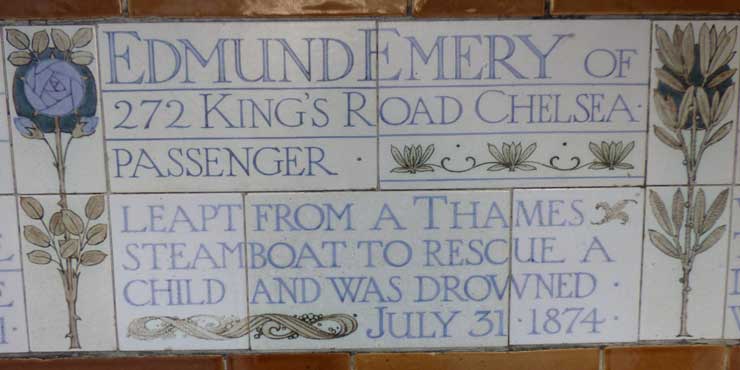 EDMUND EMERY OF
272 KING'S ROAD CHELSEA·
PASSENGER ·
LEAPT FROM A THAMES
STEAMBOAT TO RESCUE A
CHILD AND WAS DROWNED ·
JULY 31 · 1874 ·